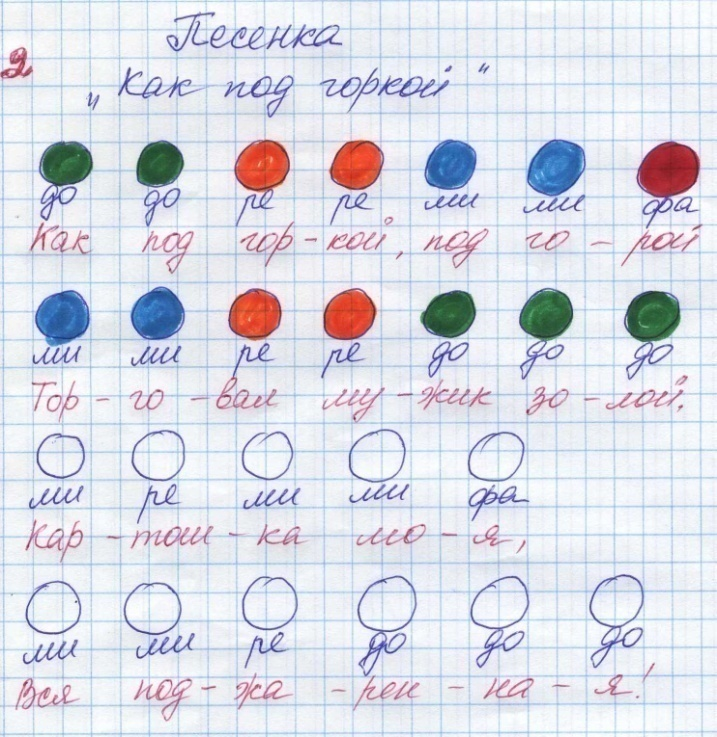 Песенка
2
„Как под горкой"
до до ре ре ми ми фа
Как под гор-кой, под го-рой
ми ми ре ре до до до
Тор-го-вал му-жик зо-лой.
ми ре ми ми фа
Кар-тош-ка мо-я,
ми ми ре до до до
Вся под-жа-рен-на-я!